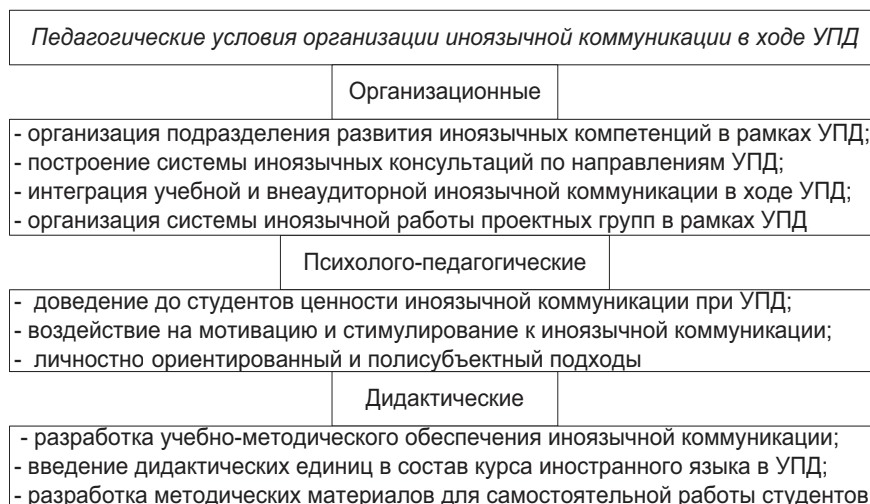 Педагогические условия организации иноязычной коммуникации в ходе УПД
Организационные
- организация подразделения развития иноязычных компетенций в рамках УПД;
- построение системы иноязычных консультаций по направлениям УПД;
- интеграция учебной и внеаудиторной иноязычной коммуникации в ходе УПД;
- организация системы иноязычной работы проектных групп в рамках УПД
Психолого-педагогические
- доведение до студентов ценности иноязычной коммуникации при УПД;
- воздействие на мотивацию и стимулирование к иноязычной коммуникации;
- личностно ориентированный и полисубъектный подходы
Дидактические
- разработка учебно-методического обеспечения иноязычной коммуникации;
- введение дидактических единиц в состав курса иностранного языка в УПД;
- разработка методических материалов для самостоятельной работы студентов